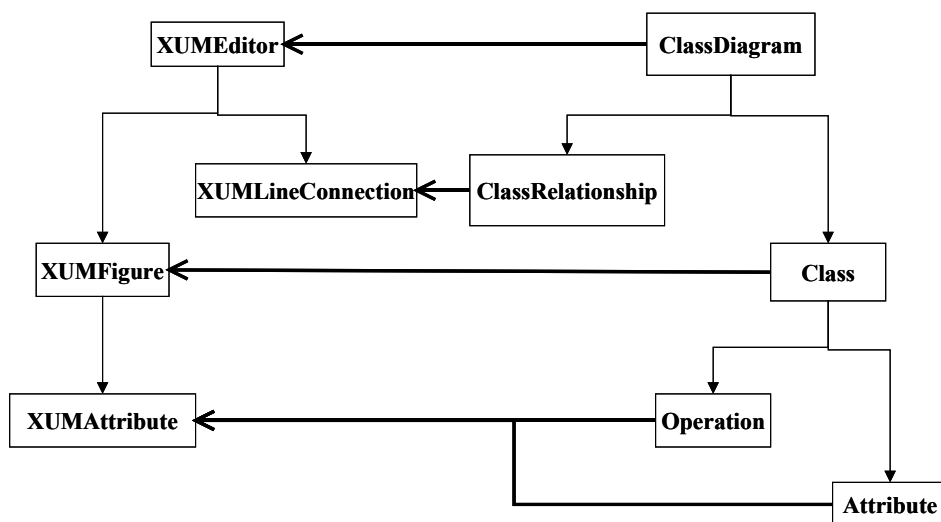 XUMEditor
ClassDiagram
XUMLineConnection
ClassRelationship
XUMFigure
Class
XUMAttribute
Operation
Attribute